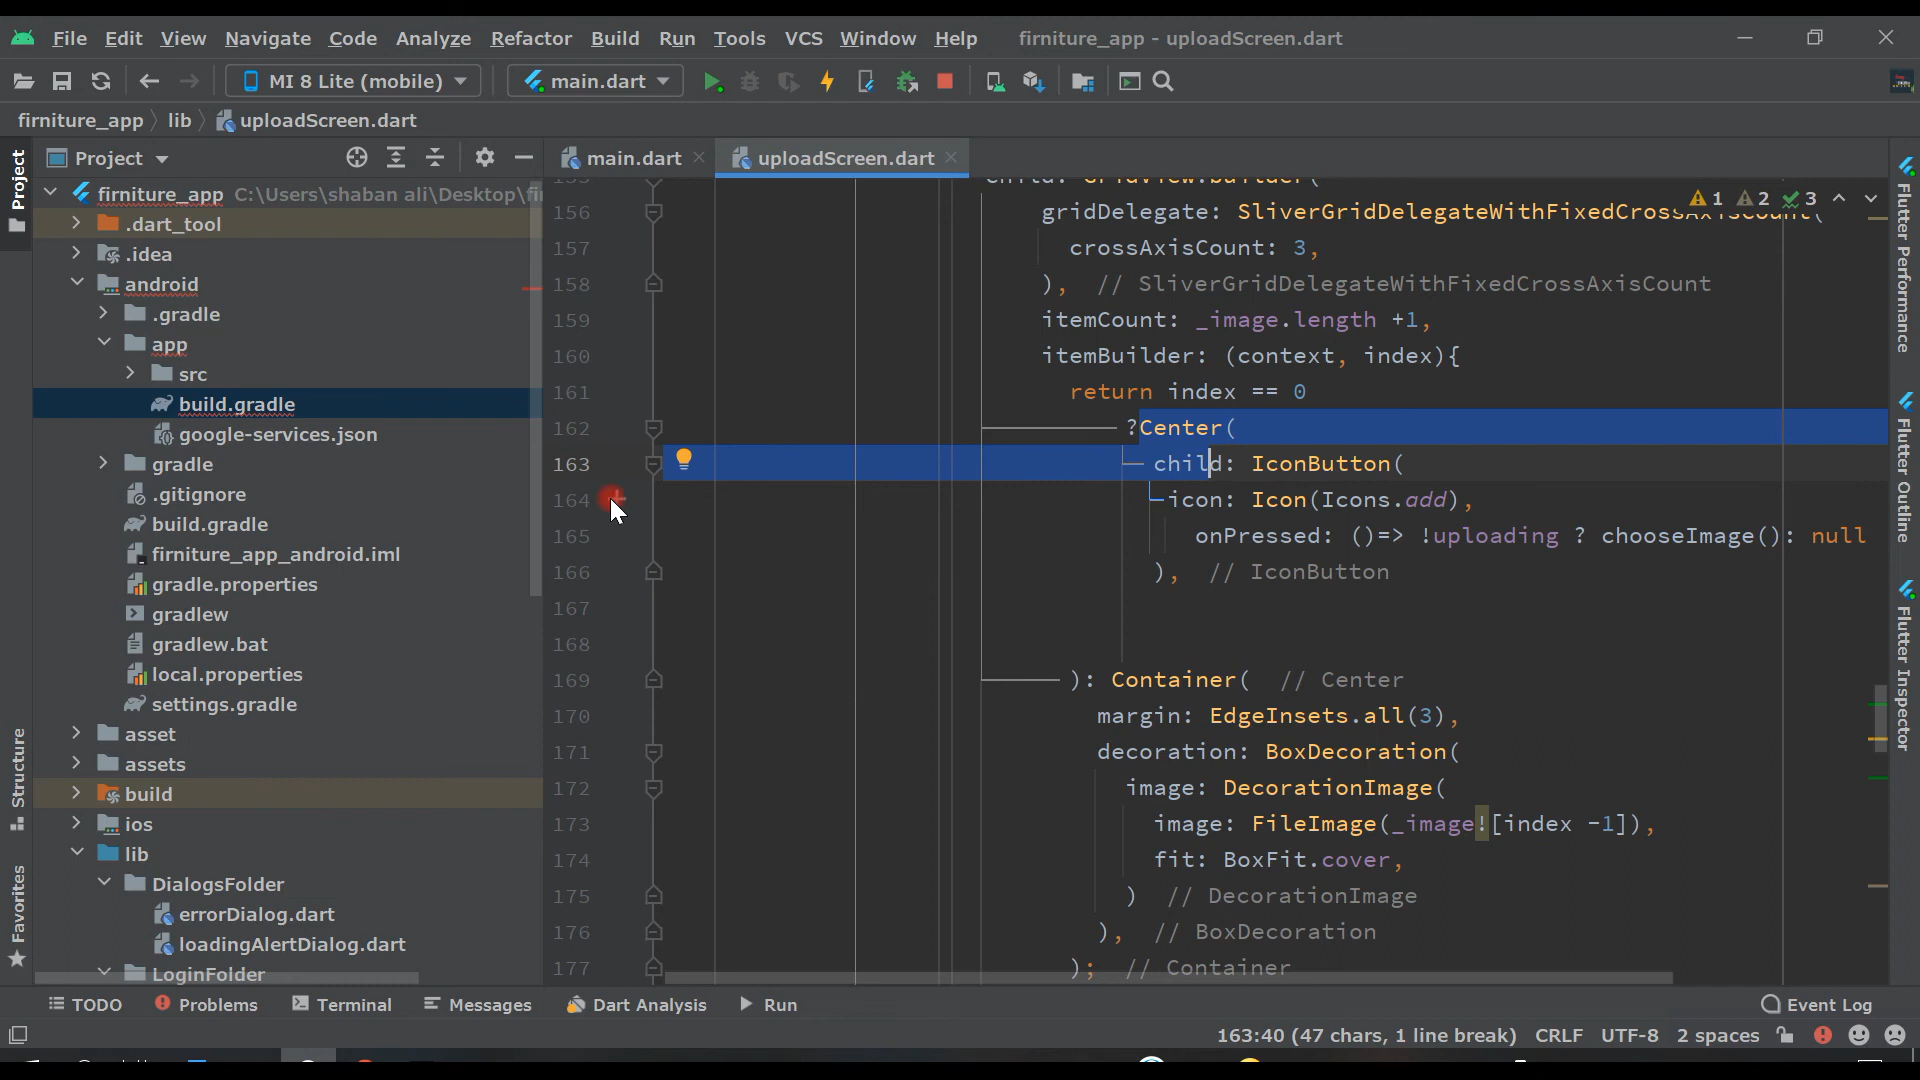 File Edit View Navigate Code Analyze Refactor Build Run Tools VCS Window Help firniture_app - uploadScreen.dart
MI 8 Lite (mobile) main.dart
firniture_app lib uploadScreen.dart
Project main.dart uploadScreen.dart
Project
Structure
Favorites
firniture_app C:\Users\shaban ali\Desktop\fi
.dart_tool
.idea
android
.gradle
app
src
build.gradle
google-services.json
gradle
.gitignore
build.gradle
firniture_app_android.iml
gradle.properties
gradlew
gradlew.bat
local.properties
settings.gradle
asset
assets
build
ios
lib
DialogsFolder
errorDialog.dart
loadingAlertDialog.dart
LoginFolder
1 2 3
156 gridDelegate: SliverGridDelegateWithFixedCrossAxisCount(
157 crossAxisCount: 3,
158 ), // SliverGridDelegateWithFixedCrossAxisCount
159 itemCount: _image.length +1,
160 itemBuilder: (context, index){
161 return index == 0
162 ?Center(
163 child: IconButton(
164 icon: Icon(Icons.add),
165 onPressed: ()=> !uploading ? chooseImage(): null
166 ), // IconButton
167
168
169 ): Container( // Center
170 margin: EdgeInsets.all(3),
171 decoration: BoxDecoration(
172 image: DecorationImage(
173 image: FileImage(_image![index -1]),
174 fit: BoxFit.cover,
175 ) // DecorationImage
176 ), // BoxDecoration
177 ); // Container
Flutter Performance
Flutter Outline
Flutter Inspector
TODO Problems Terminal Messages Dart Analysis Run Event Log
163:40 (47 chars, 1 line break) CRLF UTF-8 2 spaces